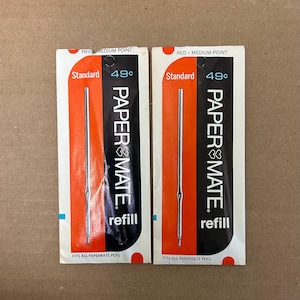 RED • MEDIUM POINT
Standard 49¢
PAPER MATE®
refill
FITS ALL PAPERMATE PENS
RED • MEDIUM POINT
Standard 49¢
PAPER MATE®
refill
FITS ALL PAPERMATE PENS